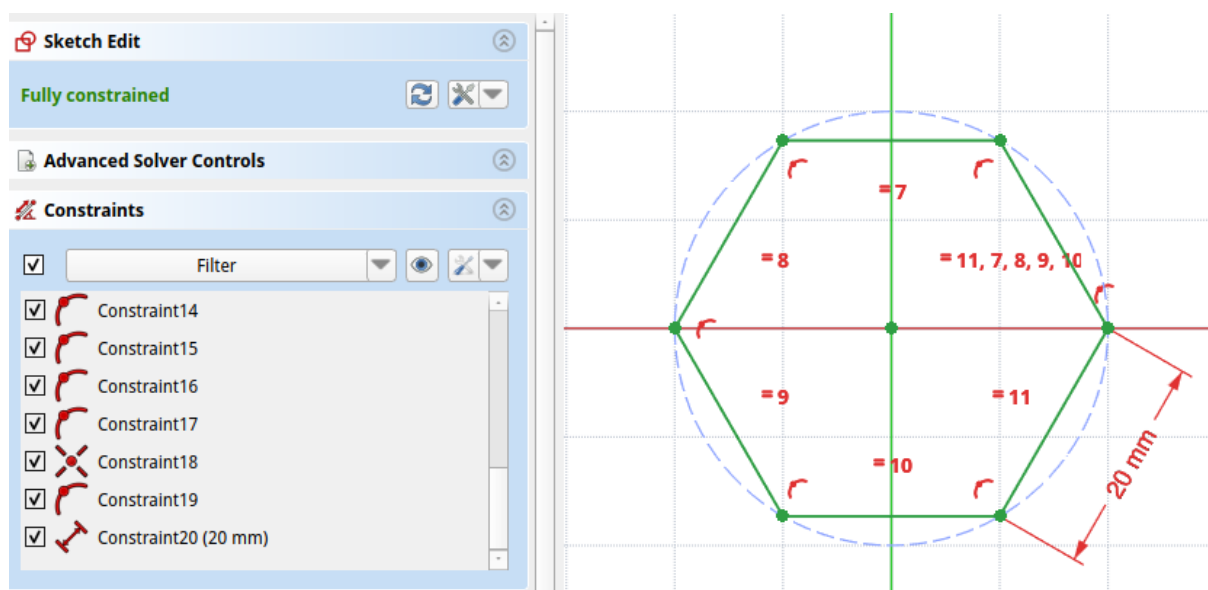 Sketch Edit
Fully constrained
Advanced Solver Controls
Constraints
Filter
Constraint14
Constraint15
Constraint16
Constraint17
Constraint18
Constraint19
Constraint20 (20 mm)
= 7
= 8
= 11, 7, 8, 9, 10
= 9
= 11
= 10
20 mm